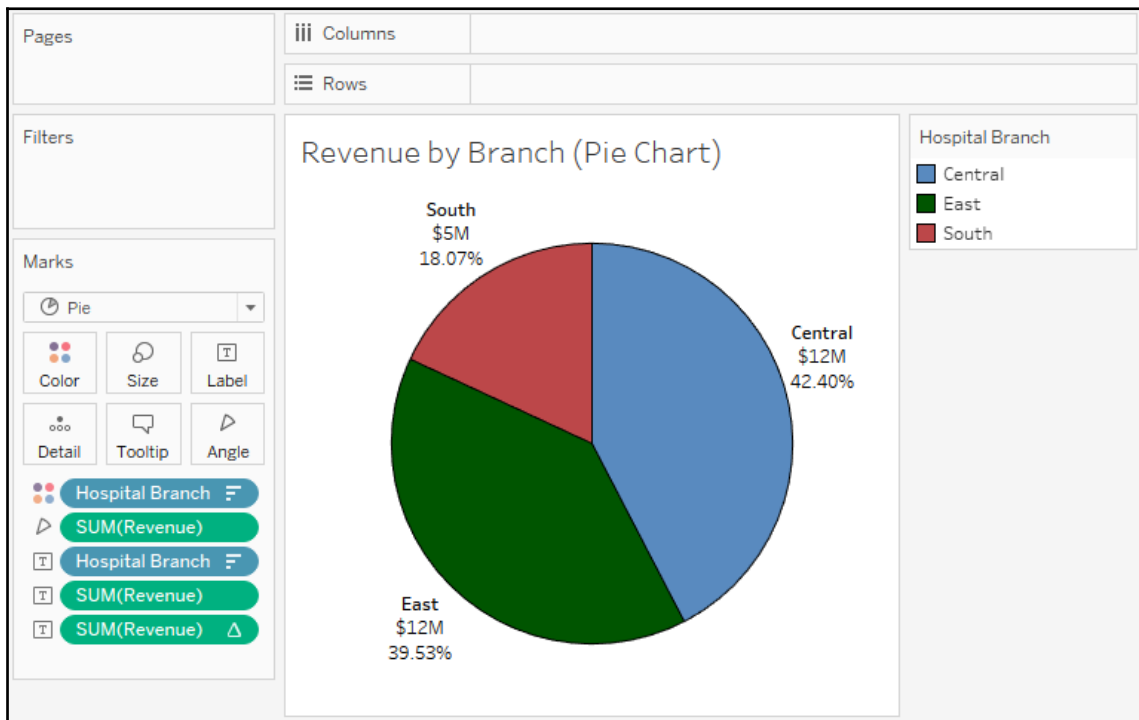 Pages
Columns
Rows
Filters
Marks
Pie
Color
Size
Label
Detail
Tooltip
Angle
Hospital Branch
SUM(Revenue)
T Hospital Branch
T SUM(Revenue)
T SUM(Revenue) Δ
Revenue by Branch (Pie Chart)
South
$5M
18.07%
Central
$12M
42.40%
East
$12M
39.53%
Hospital Branch
Central
East
South